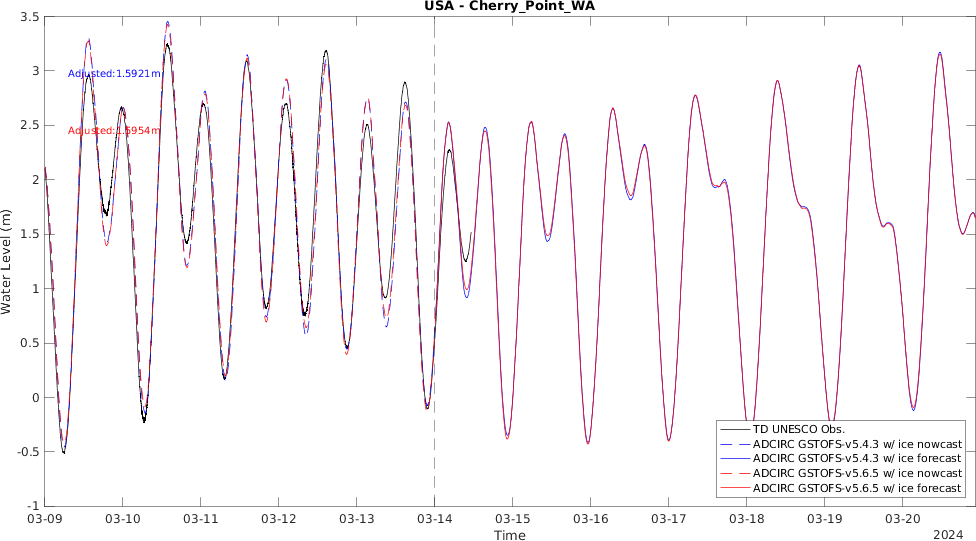 USA - Cherry_Point_WA
3.5
3
2.5
2
1.5
1
0.5
0
-0.5
-1
Water Level (m)
Adjusted:1.5921m
Adjusted:1.5954m
TD UNESCO Obs.
ADCIRC GSTOFS-v5.4.3 w/ ice nowcast
ADCIRC GSTOFS-v5.4.3 w/ ice forecast
ADCIRC GSTOFS-v5.6.5 w/ ice nowcast
ADCIRC GSTOFS-v5.6.5 w/ ice forecast
03-09 03-10 03-11 03-12 03-13 03-14 03-15 03-16 03-17 03-18 03-19 03-20
Time
2024